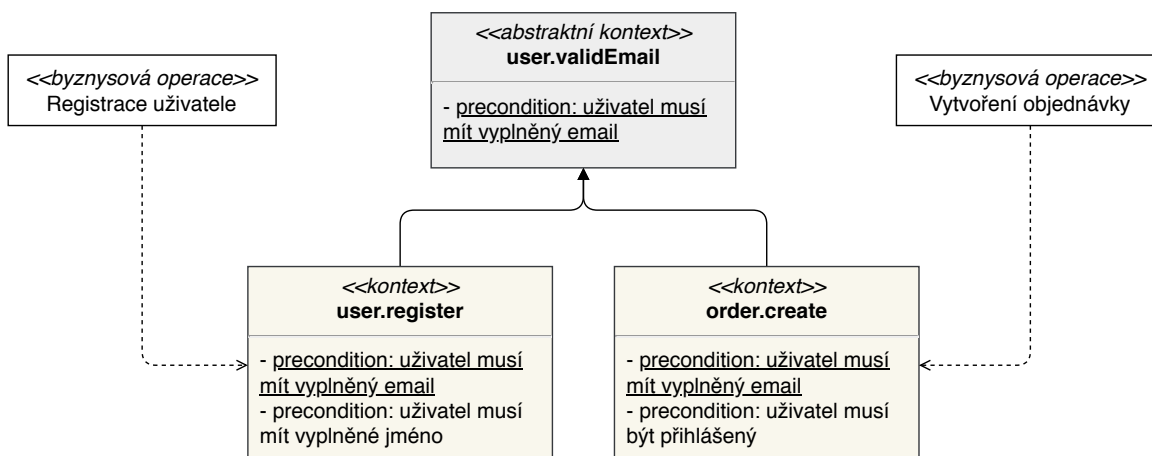 <<abstraktní kontext>>
user.validEmail
- precondition: uživatel musí
mít vyplněný email
<<byznysová operace>>
Registrace uživatele
<<byznysová operace>>
Vytvoření objednávky
<<kontext>>
user.register
- precondition: uživatel musí
mít vyplněný email
- precondition: uživatel musí
mít vyplněné jméno
<<kontext>>
order.create
- precondition: uživatel musí
mít vyplněný email
- precondition: uživatel musí
být přihlášený